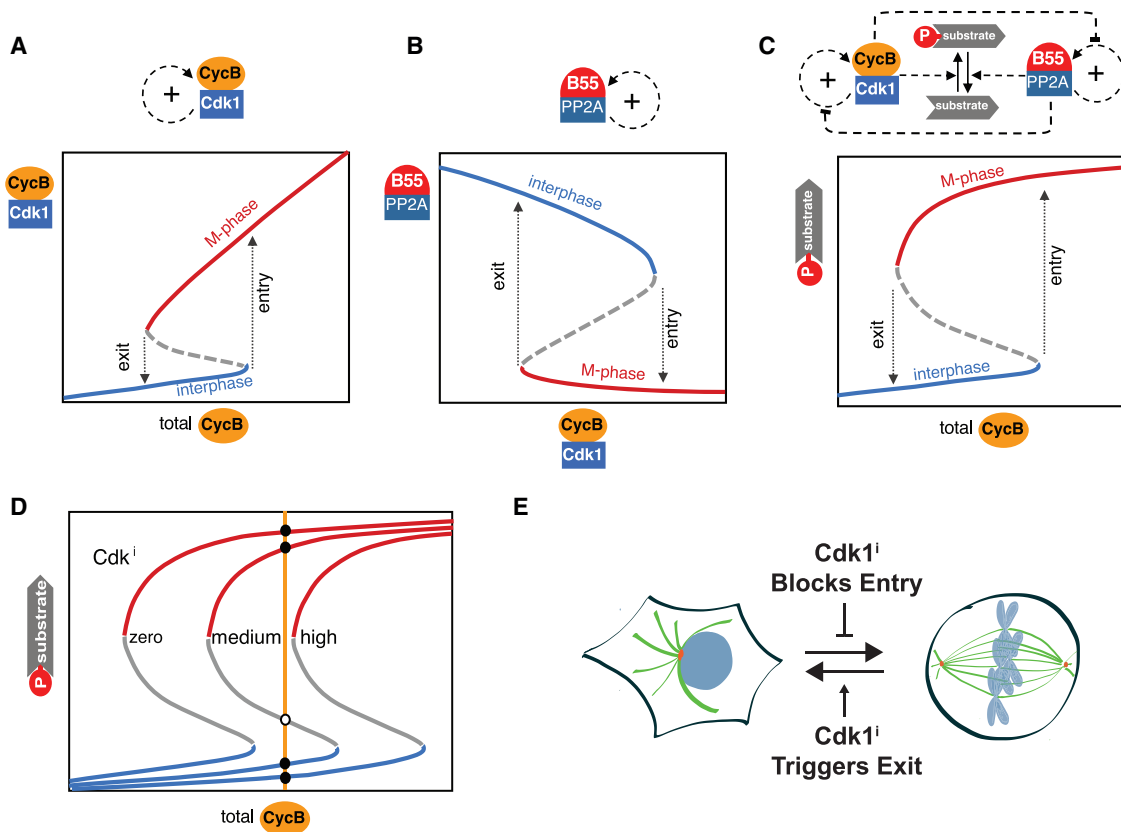 A
CycB
Cdk1
+
CycB
Cdk1
M-phase
exit
entry
interphase
total CycB
B
B55
PP2A
+
B55
PP2A
interphase
exit
entry
M-phase
CycB
Cdk1
C
P substrate
+
CycB
Cdk1
B55
PP2A
+
substrate
P substrate
M-phase
exit
entry
interphase
total CycB
D
Cdk i
P substrate
zero
medium
high
total CycB
E
Cdk1i
Blocks Entry
Cdk1i
Triggers Exit